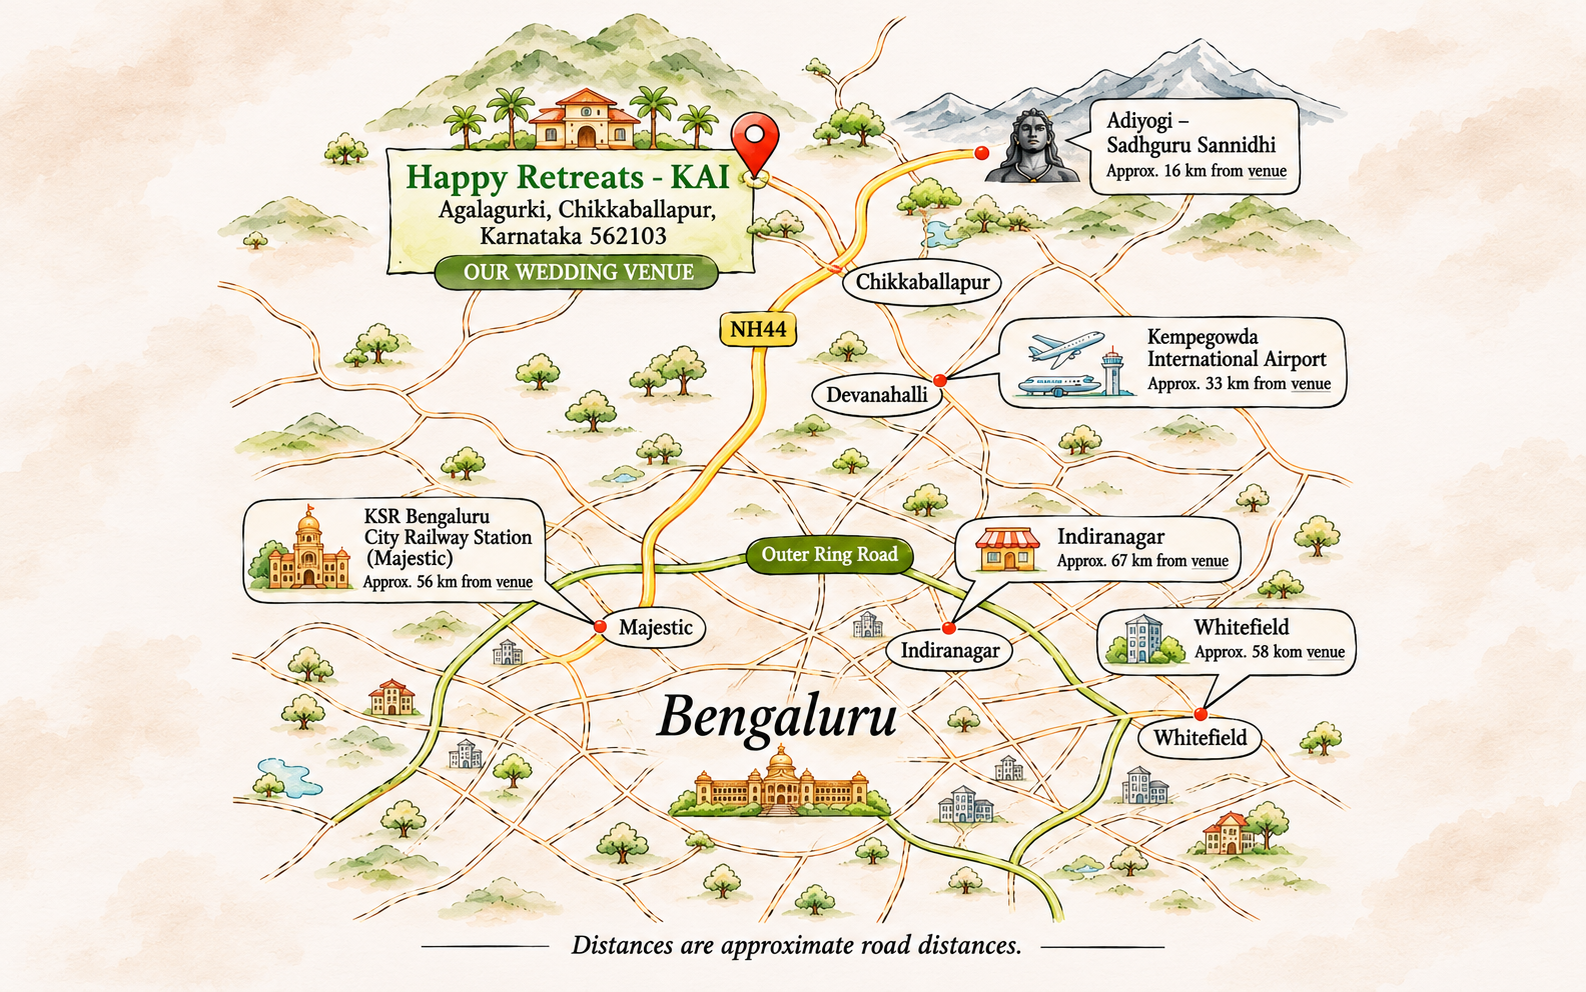 Happy Retreats - KAI
Agalagurki, Chikkaballapur,
Karnataka 562103
OUR WEDDING VENUE
Adiyogi –
Sadhguru Sannidhi
Approx. 16 km from venue
Chikkaballapur
NH44
Kempegowda
International Airport
Approx. 33 km from venue
Devanahalli
KSR Bengaluru
City Railway Station
(Majestic)
Approx. 56 km from venue
Outer Ring Road
Indiranagar
Approx. 67 km from venue
Majestic
Indiranagar
Whitefield
Approx. 58 kom venue
Whitefield
Bengaluru
Distances are approximate road distances.